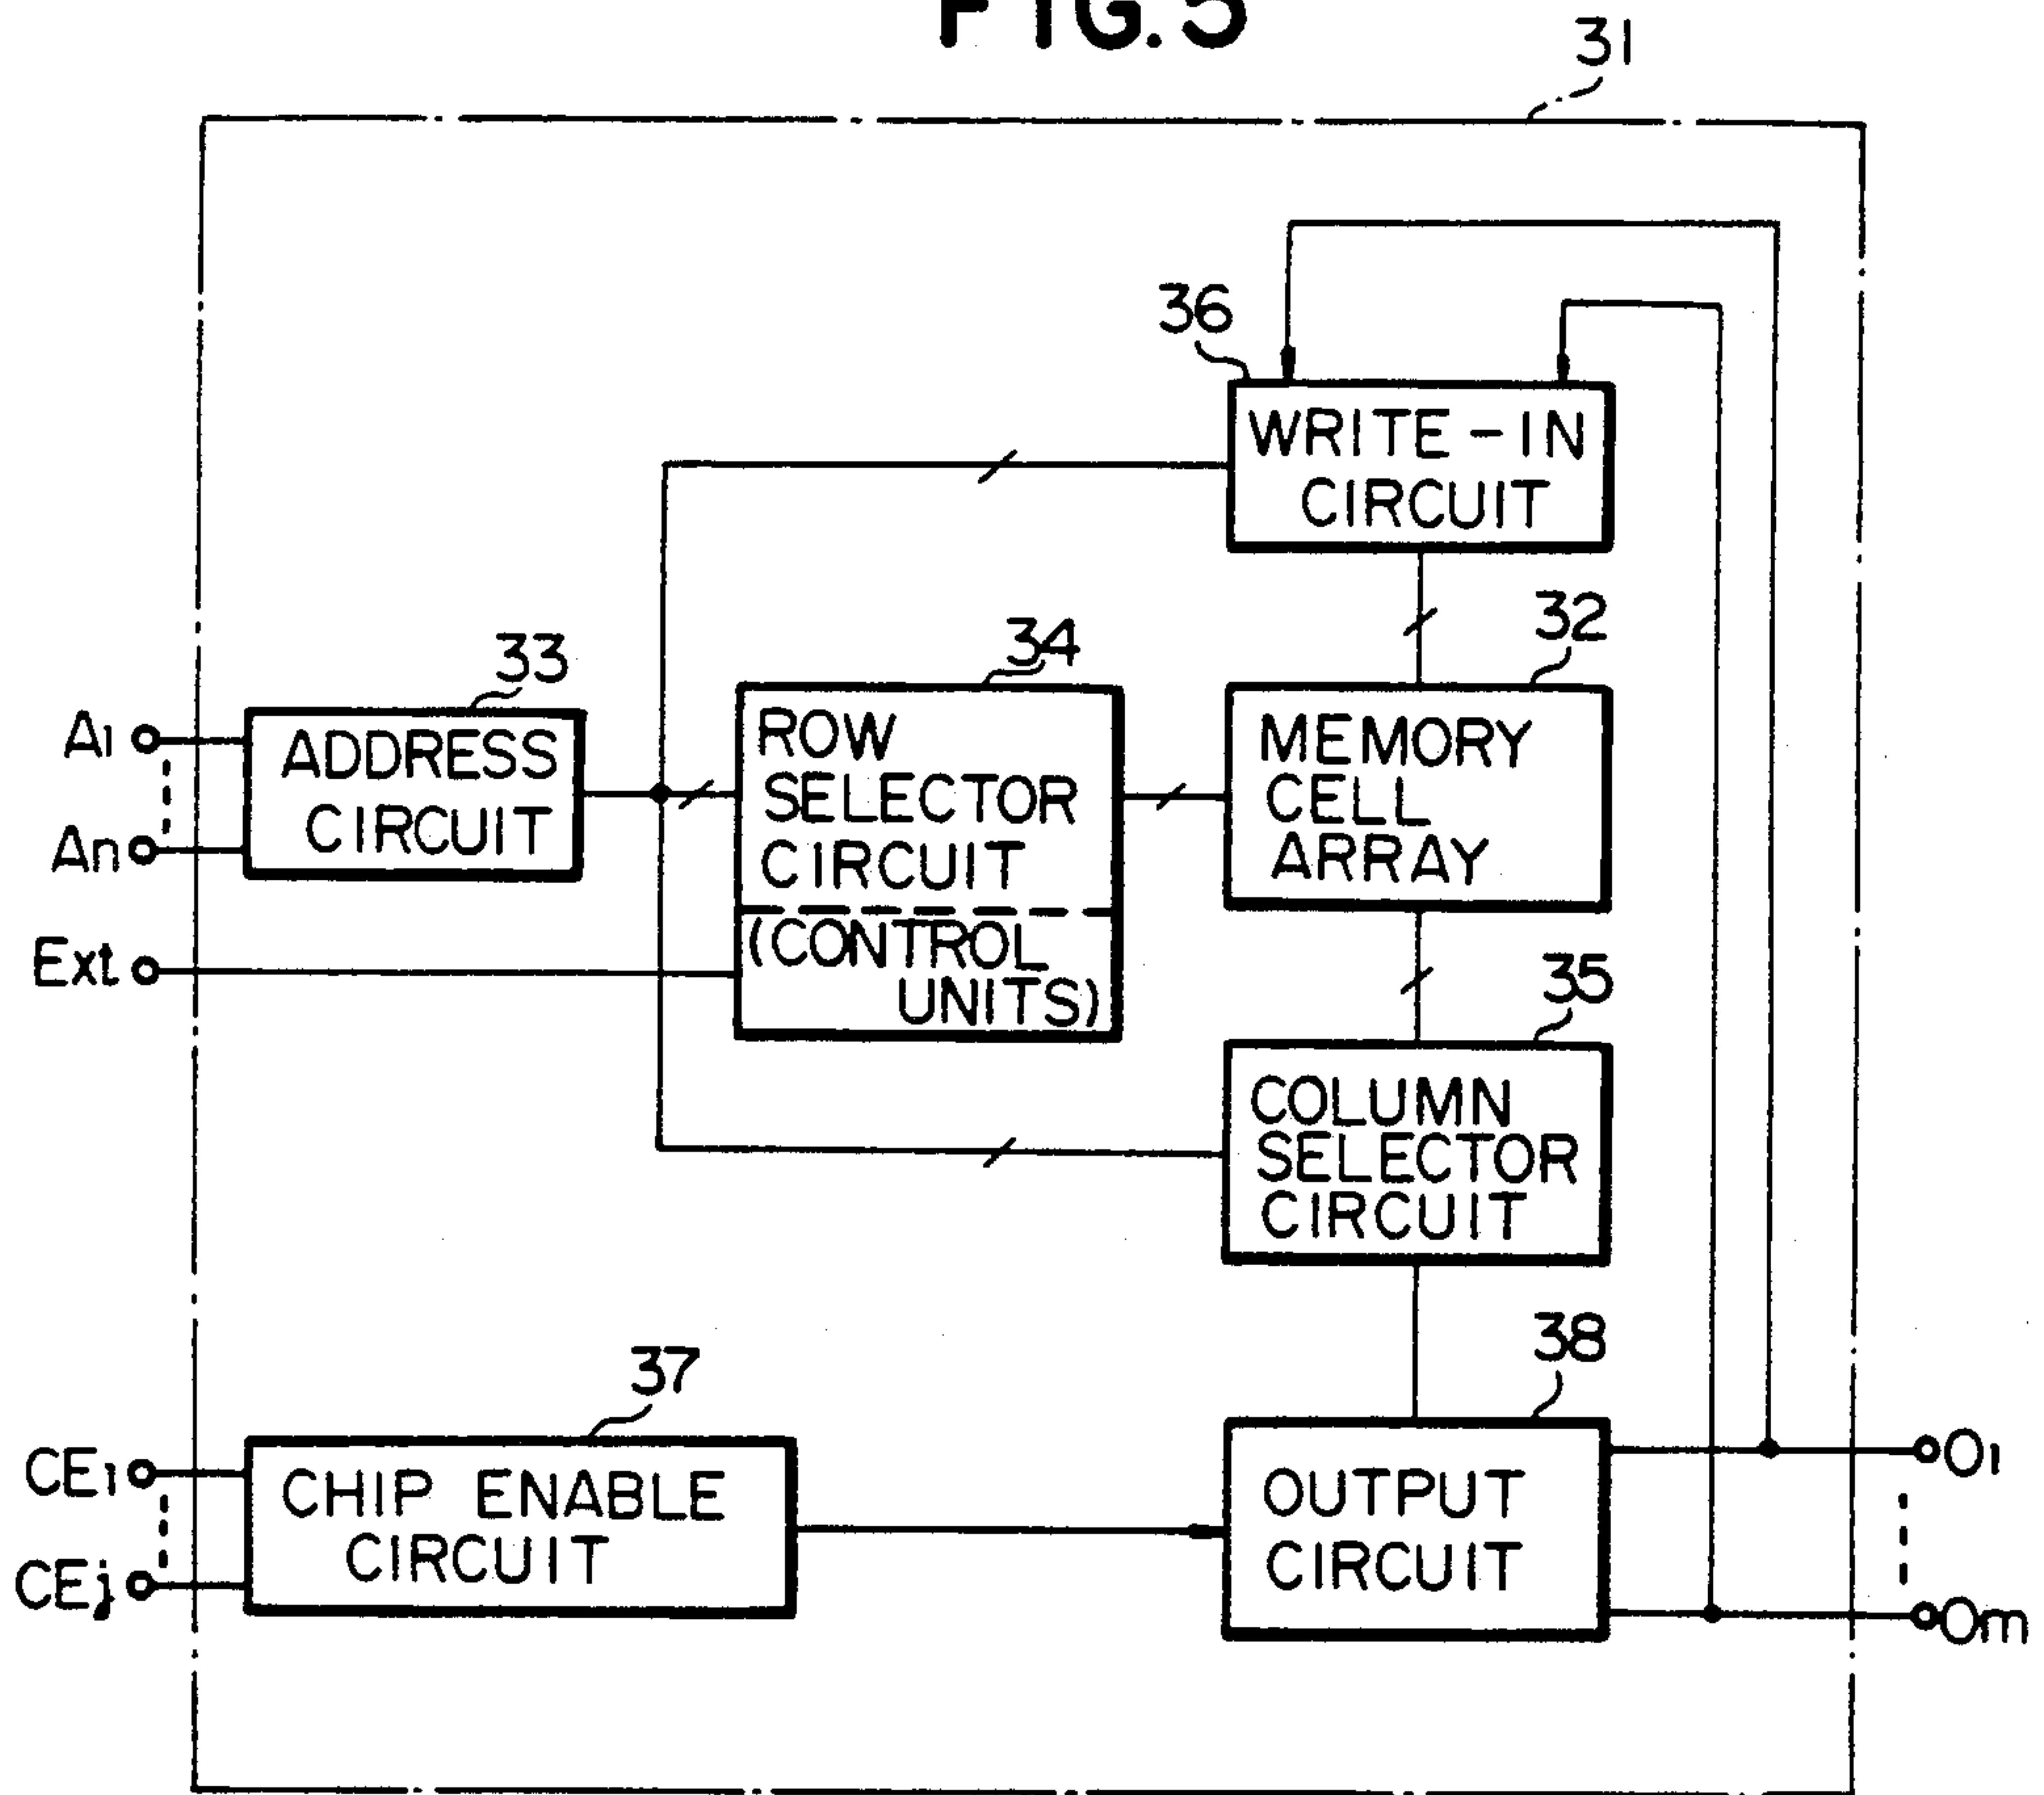 FIG. 5
31
36
WRITE-IN
CIRCUIT
32
33
34
A1
An
ADDRESS
CIRCUIT
ROW
SELECTOR
CIRCUIT
(CONTROL
UNITS)
MEMORY
CELL
ARRAY
Ext
35
COLUMN
SELECTOR
CIRCUIT
37
38
CE1
CEj
CHIP ENABLE
CIRCUIT
OUTPUT
CIRCUIT
O1
Om